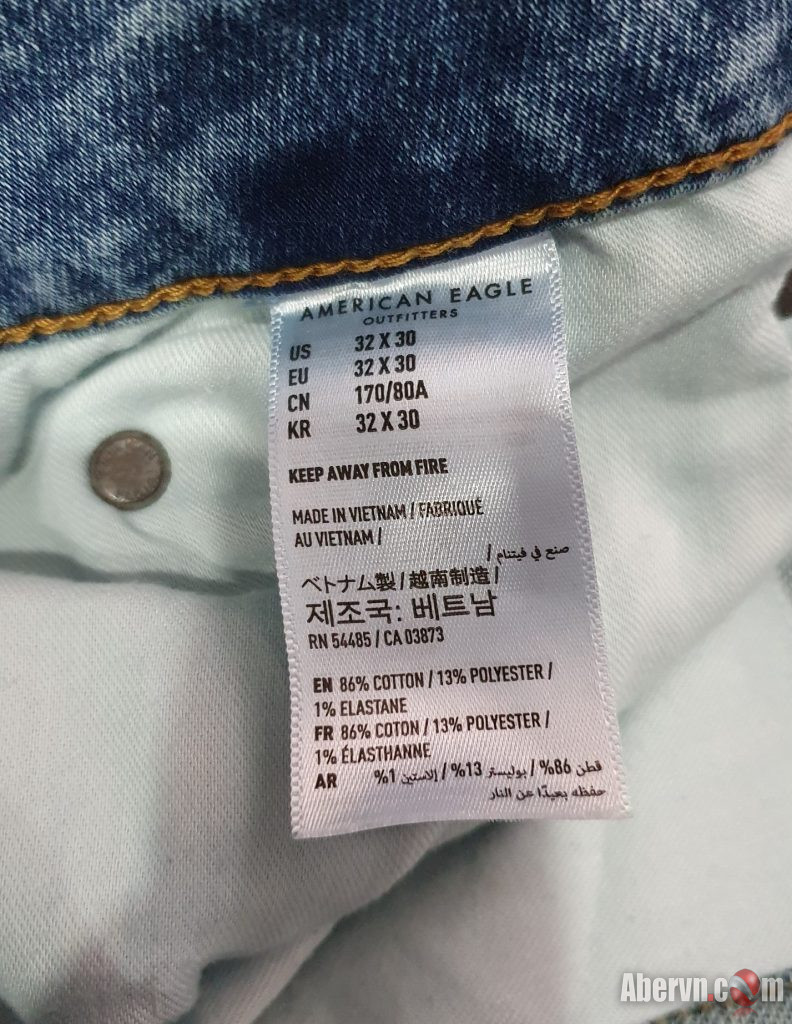 AMERICAN EAGLE
OUTFITTERS
US 32 X 30
EU 32 X 30
CN 170/80A
KR 32 X 30
KEEP AWAY FROM FIRE
MADE IN VIETNAM / FABRIQUÉ
AU VIETNAM /
صنع في فيتنام /
ベトナム製 / 越南制造 /
제조국: 베트남
RN 54485 / CA 03873
EN 86% COTTON / 13% POLYESTER /
1% ELASTANE
FR 86% COTON / 13% POLYESTER /
1% ÉLASTHANNE
AR قطن 86% / بوليستر 13% / إلاستين 1%
حفظه بعيدًا عن النار
Abervn.com